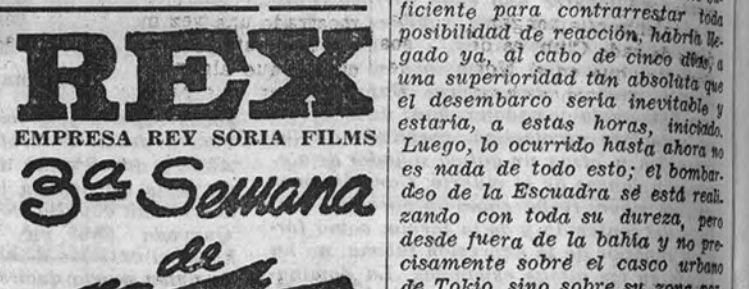 REX
EMPRESA REY SORIA FILMS
3ª Semana
de
ficiente para contrarrestar toda
posibilidad de reacción, habría lle-
gado ya, al cabo de cinco días, a
una superioridad tan absoluta que
el desembarco sería inevitable y
estaría, a estas horas, iniciado.
Luego, lo ocurrido hasta ahora no
es nada de todo esto; el bombar-
deo de la Escuadra se está reali-
zando con toda su dureza, pero
desde fuera de la bahía y no pre-
cisamente sobre el casco urbano
de Tokio, sino sobre su zona